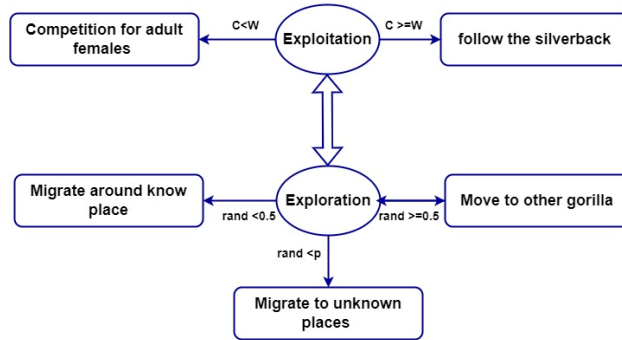 Competition for adult
females
C<W
Exploitation
C >=W
follow the silverback
Migrate around know
place
rand <0.5
Exploration
rand >=0.5
Move to other gorilla
rand <p
Migrate to unknown
places